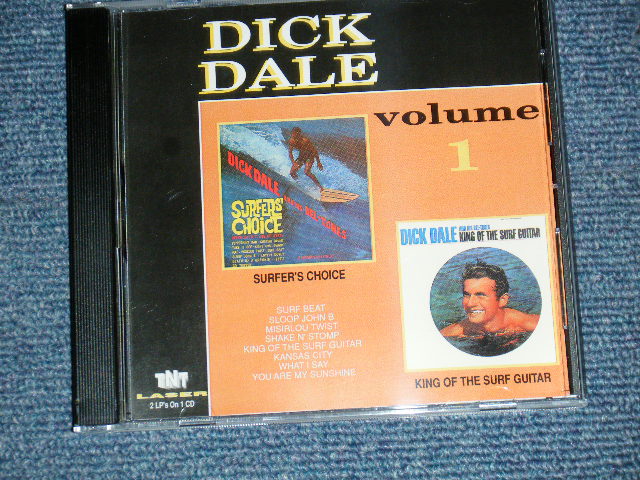 DICK
DALE
volume
1
DICK DALE
SURFERS'
CHOICE
SURFER'S CHOICE
SURF BEAT
SLOOP JOHN B.
MISIRLOU TWIST
SHAKE N' STOMP
KING OF THE SURF GUITAR
KANSAS CITY
WHAT I SAY
YOU ARE MY SUNSHINE
DICK DALE
KING OF THE SURF GUITAR
KING OF THE SURF GUITAR
TNT
LASER
2 LP's On 1 CD